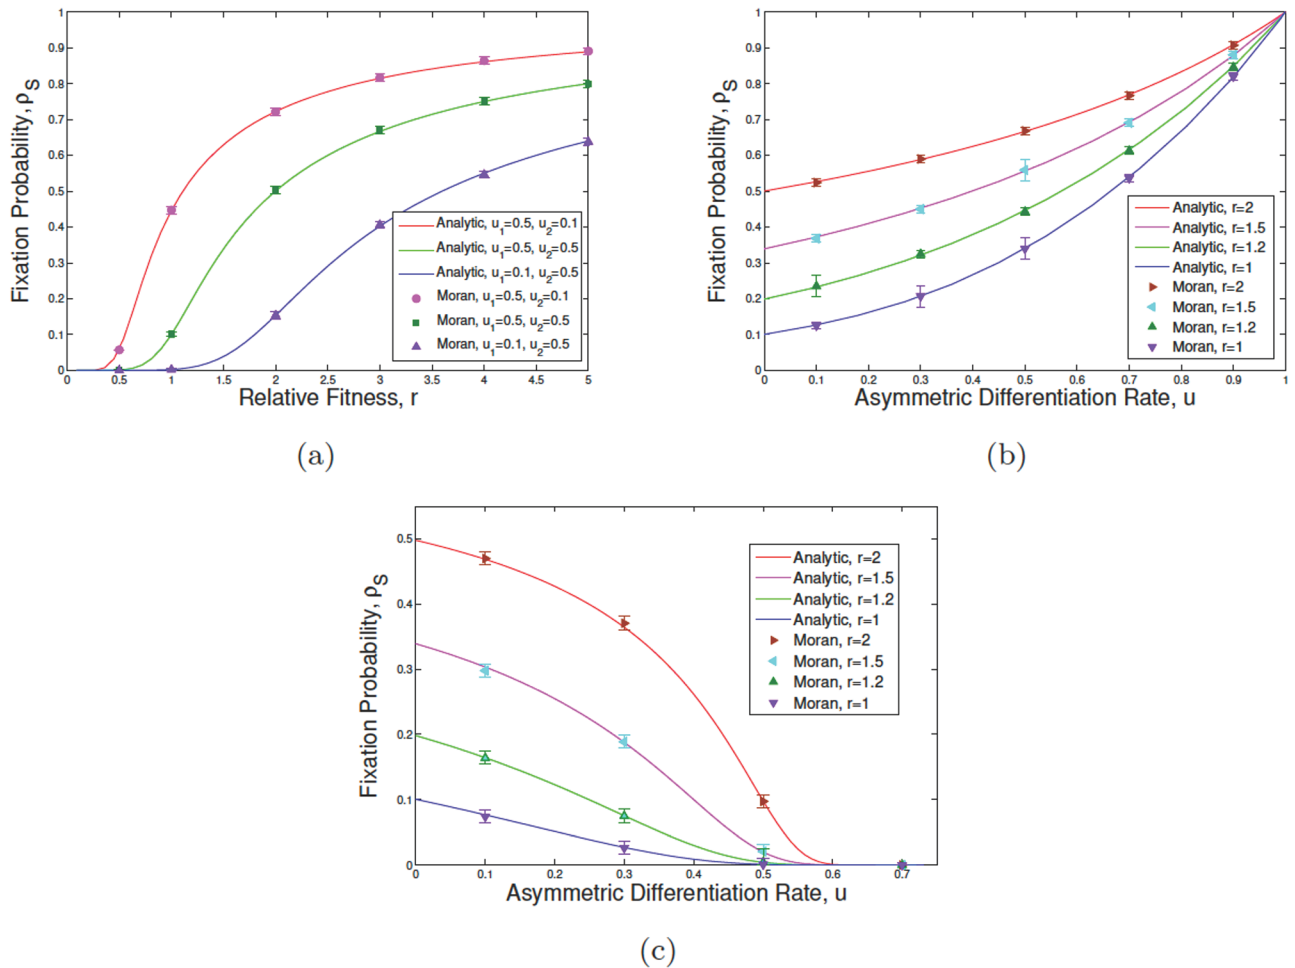 Fixation Probability, ρS
1
0.9
0.8
0.7
0.6
0.5
0.4
0.3
0.2
0.1
0
0
0.5
1
1.5
2
2.5
3
3.5
4
4.5
5
Relative Fitness, r
Analytic, u1=0.5, u2=0.1
Analytic, u1=0.5, u2=0.5
Analytic, u1=0.1, u2=0.5
Moran, u1=0.5, u2=0.1
Moran, u1=0.5, u2=0.5
Moran, u1=0.1, u2=0.5
(a)
Fixation Probability, ρS
1
0.9
0.8
0.7
0.6
0.5
0.4
0.3
0.2
0.1
0
0
0.1
0.2
0.3
0.4
0.5
0.6
0.7
0.8
0.9
1
Asymmetric Differentiation Rate, u
Analytic, r=2
Analytic, r=1.5
Analytic, r=1.2
Analytic, r=1
Moran, r=2
Moran, r=1.5
Moran, r=1.2
Moran, r=1
(b)
Fixation Probability, ρS
0.5
0.4
0.3
0.2
0.1
0
0
0.1
0.2
0.3
0.4
0.5
0.6
0.7
Asymmetric Differentiation Rate, u
Analytic, r=2
Analytic, r=1.5
Analytic, r=1.2
Analytic, r=1
Moran, r=2
Moran, r=1.5
Moran, r=1.2
Moran, r=1
(c)